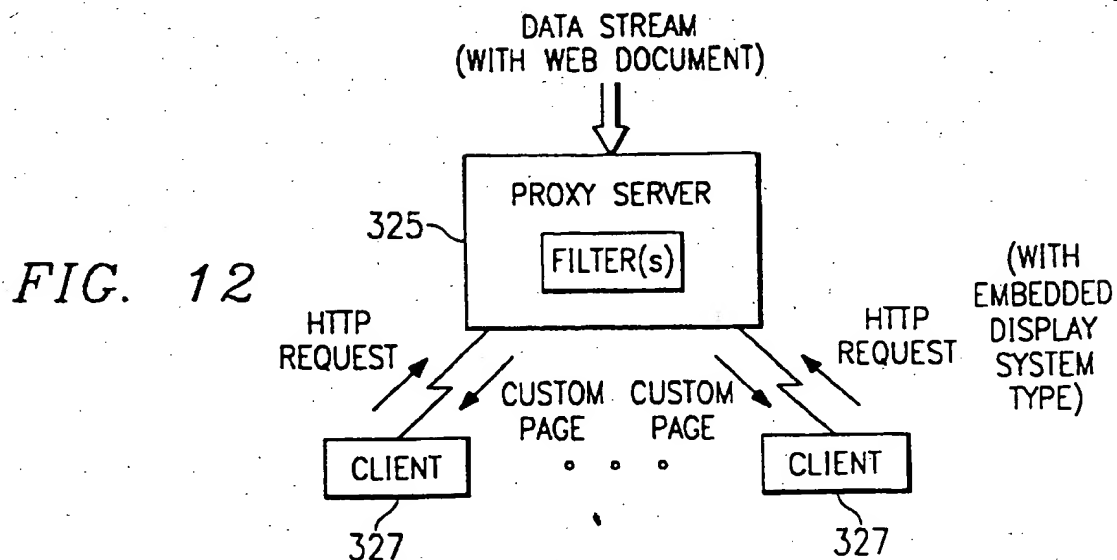 DATA STREAM
(WITH WEB DOCUMENT)
PROXY SERVER
325
FILTER(s)
FIG. 12
HTTP
REQUEST
CUSTOM
PAGE
CUSTOM
PAGE
HTTP
REQUEST
(WITH
EMBEDDED
DISPLAY
SYSTEM
TYPE)
CLIENT
CLIENT
327
327